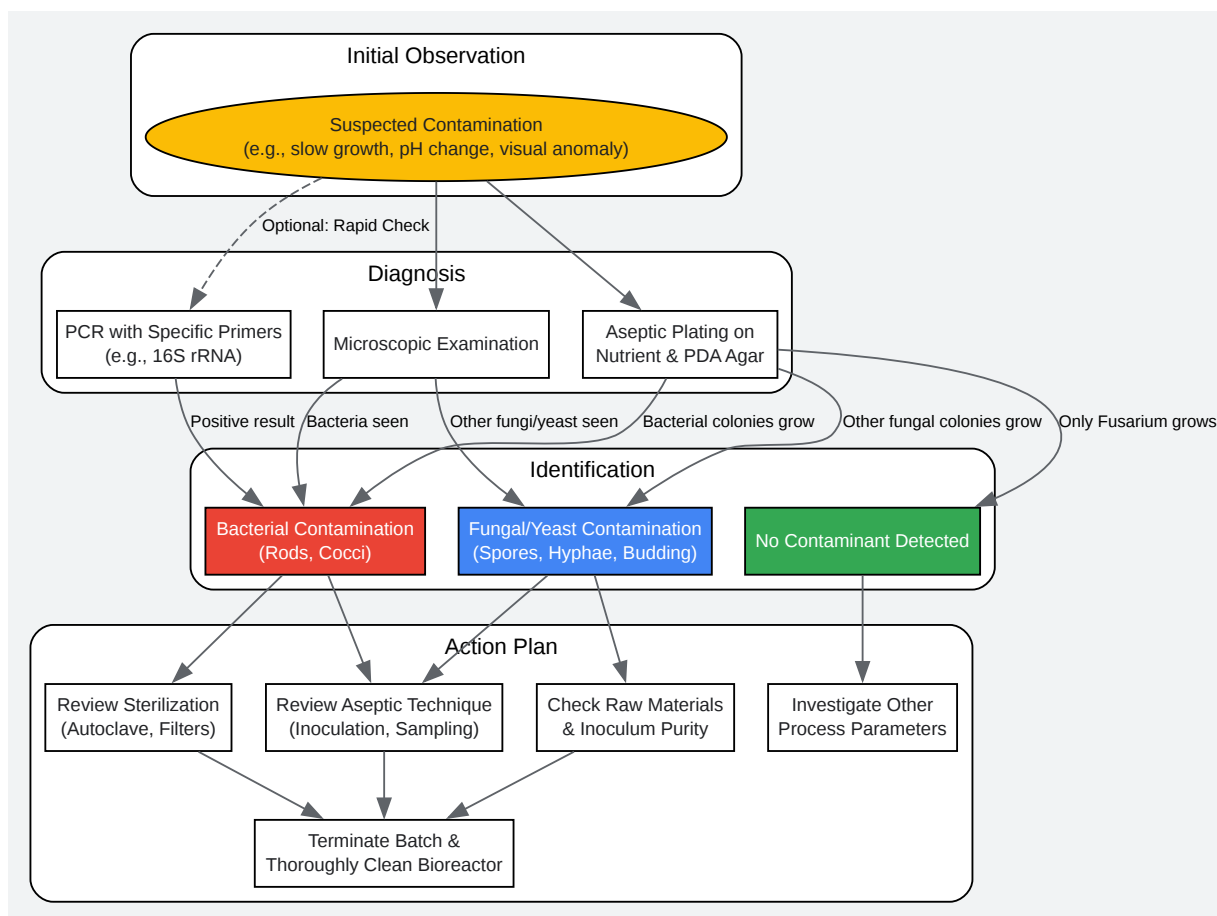 Initial Observation
Suspected Contamination
(e.g., slow growth, pH change, visual anomaly)
Optional: Rapid Check
Diagnosis
PCR with Specific Primers
(e.g., 16S rRNA)
Microscopic Examination
Aseptic Plating on
Nutrient & PDA Agar
Positive result
Bacteria seen
Other fungi/yeast seen
Bacterial colonies grow
Other fungal colonies grow
Only Fusarium grows
Identification
Bacterial Contamination
(Rods, Cocci)
Fungal/Yeast Contamination
(Spores, Hyphae, Budding)
No Contaminant Detected
Action Plan
Review Sterilization
(Autoclave, Filters)
Review Aseptic Technique
(Inoculation, Sampling)
Check Raw Materials
& Inoculum Purity
Investigate Other
Process Parameters
Terminate Batch &
Thoroughly Clean Bioreactor